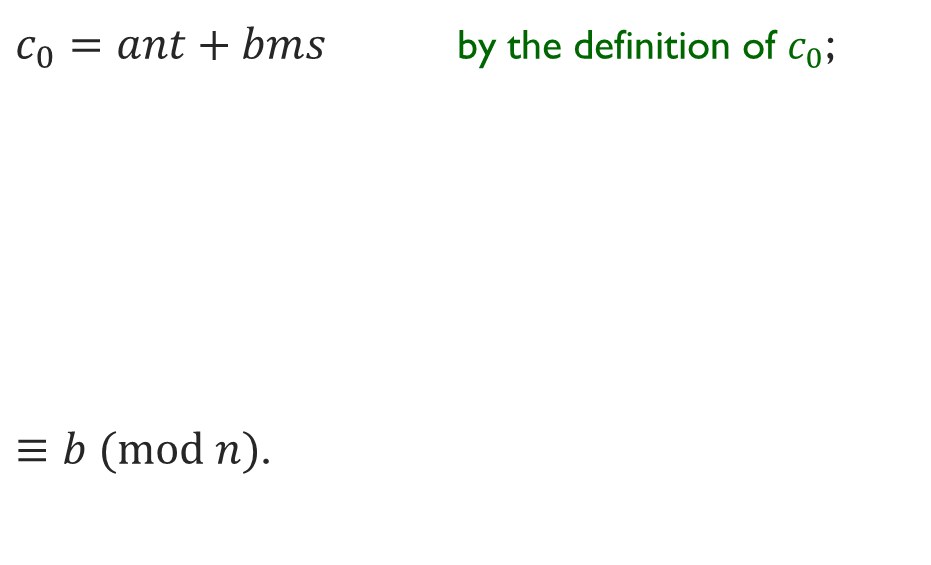 c₀ = ant + bms by the definition of c₀;
≡ b (mod n).